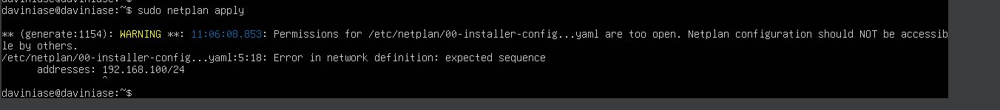 daviniase@daviniase:~$ sudo netplan apply
** (generate:1154): WARNING **: 11:06:08.853: Permissions for /etc/netplan/00-installer-config...yaml are too open. Netplan configuration should NOT be accessib
le by others.
/etc/netplan/00-installer-config...yaml:5:18: Error in network definition: expected sequence
addresses: 192.168.100/24
^
daviniase@daviniase:~$